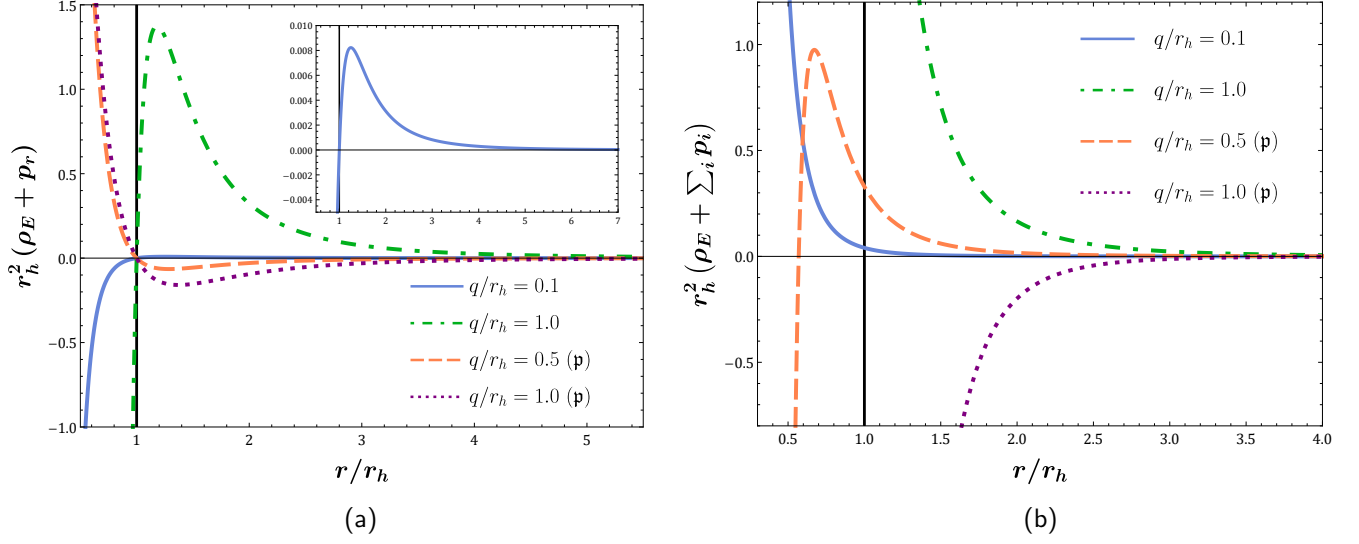 1.5
1.0
0.5
0.0
−0.5
−1.0
r_h^2 (ρ_E + p_r)
0.010
0.008
0.006
0.004
0.002
0.000
−0.002
−0.004
1 2 3 4 5 6 7
q/r_h = 0.1
q/r_h = 1.0
q/r_h = 0.5 (𝔭)
q/r_h = 1.0 (𝔭)
1 2 3 4 5
r/r_h
(a)
1.0
0.5
0.0
−0.5
r_h^2 (ρ_E + ∑_i p_i)
q/r_h = 0.1
q/r_h = 1.0
q/r_h = 0.5 (𝔭)
q/r_h = 1.0 (𝔭)
0.5 1.0 1.5 2.0 2.5 3.0 3.5 4.0
r/r_h
(b)